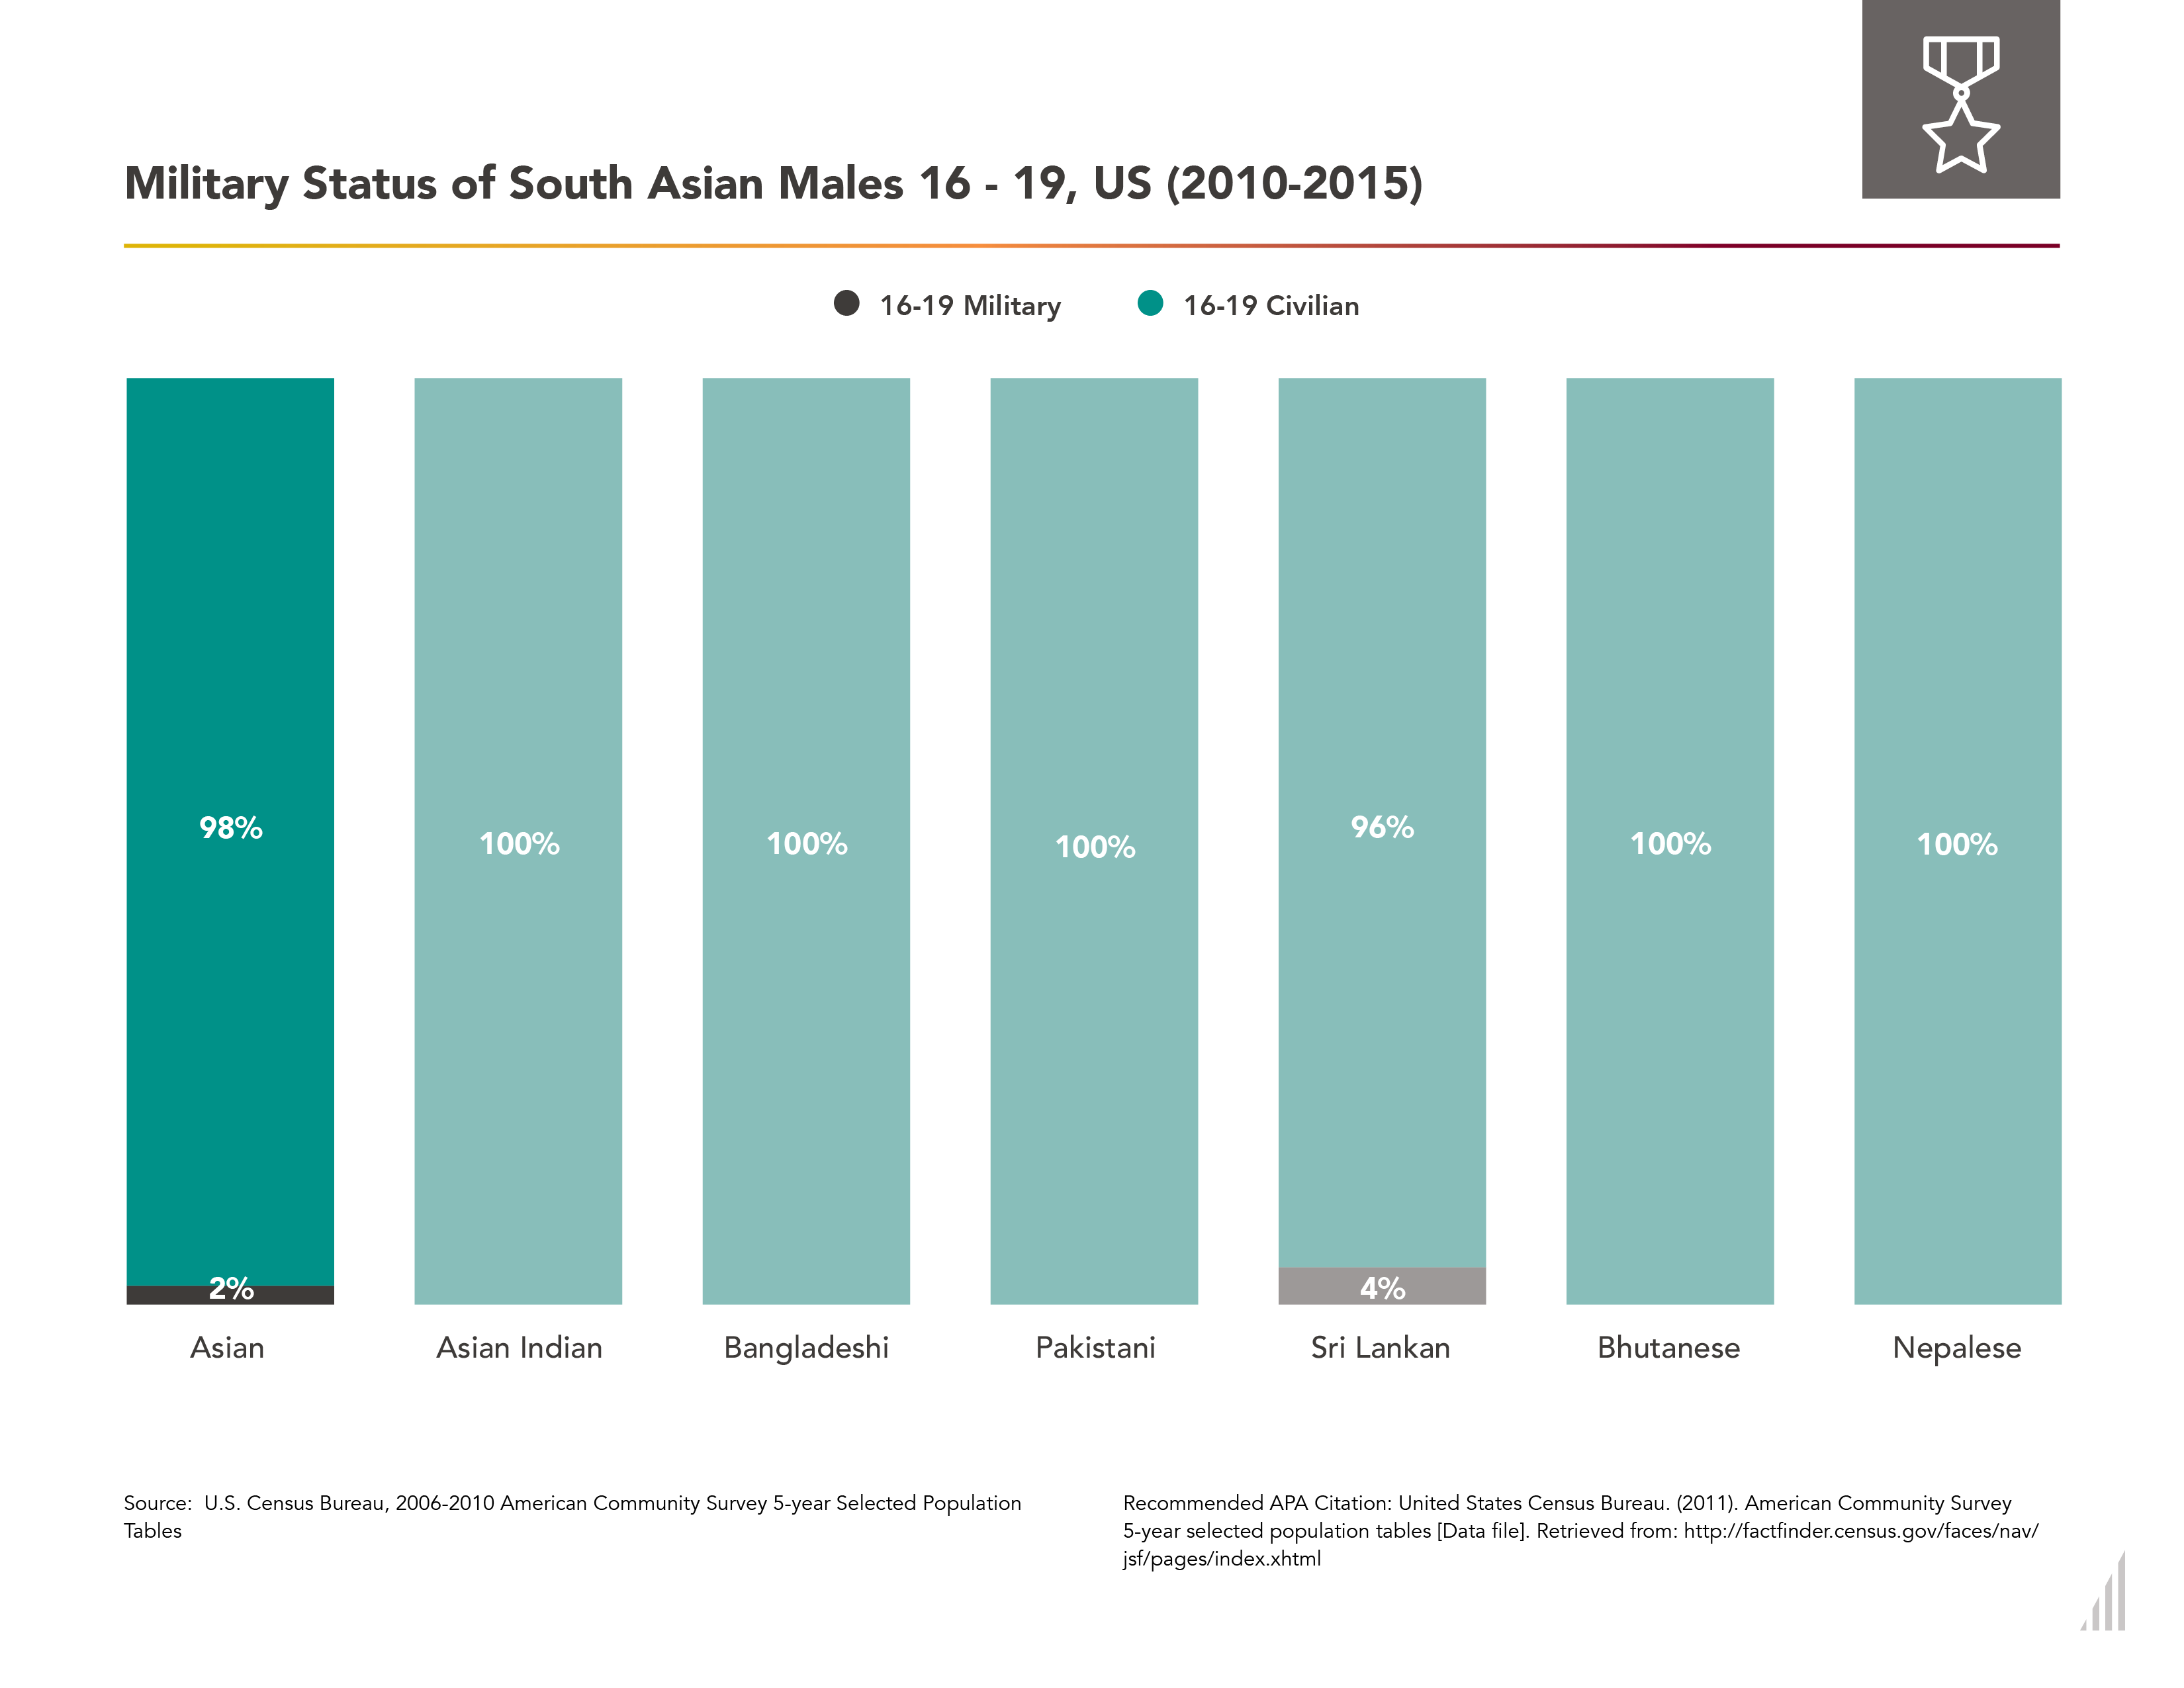 Military Status of South Asian Males 16 - 19, US (2010-2015)
16-19 Military
16-19 Civilian
98%
100%
100%
100%
96%
100%
100%
2%
4%
Asian
Asian Indian
Bangladeshi
Pakistani
Sri Lankan
Bhutanese
Nepalese
Source:  U.S. Census Bureau, 2006-2010 American Community Survey 5-year Selected Population
Tables
Recommended APA Citation: United States Census Bureau. (2011). American Community Survey
5-year selected population tables [Data file]. Retrieved from: http://factfinder.census.gov/faces/nav/
jsf/pages/index.xhtml